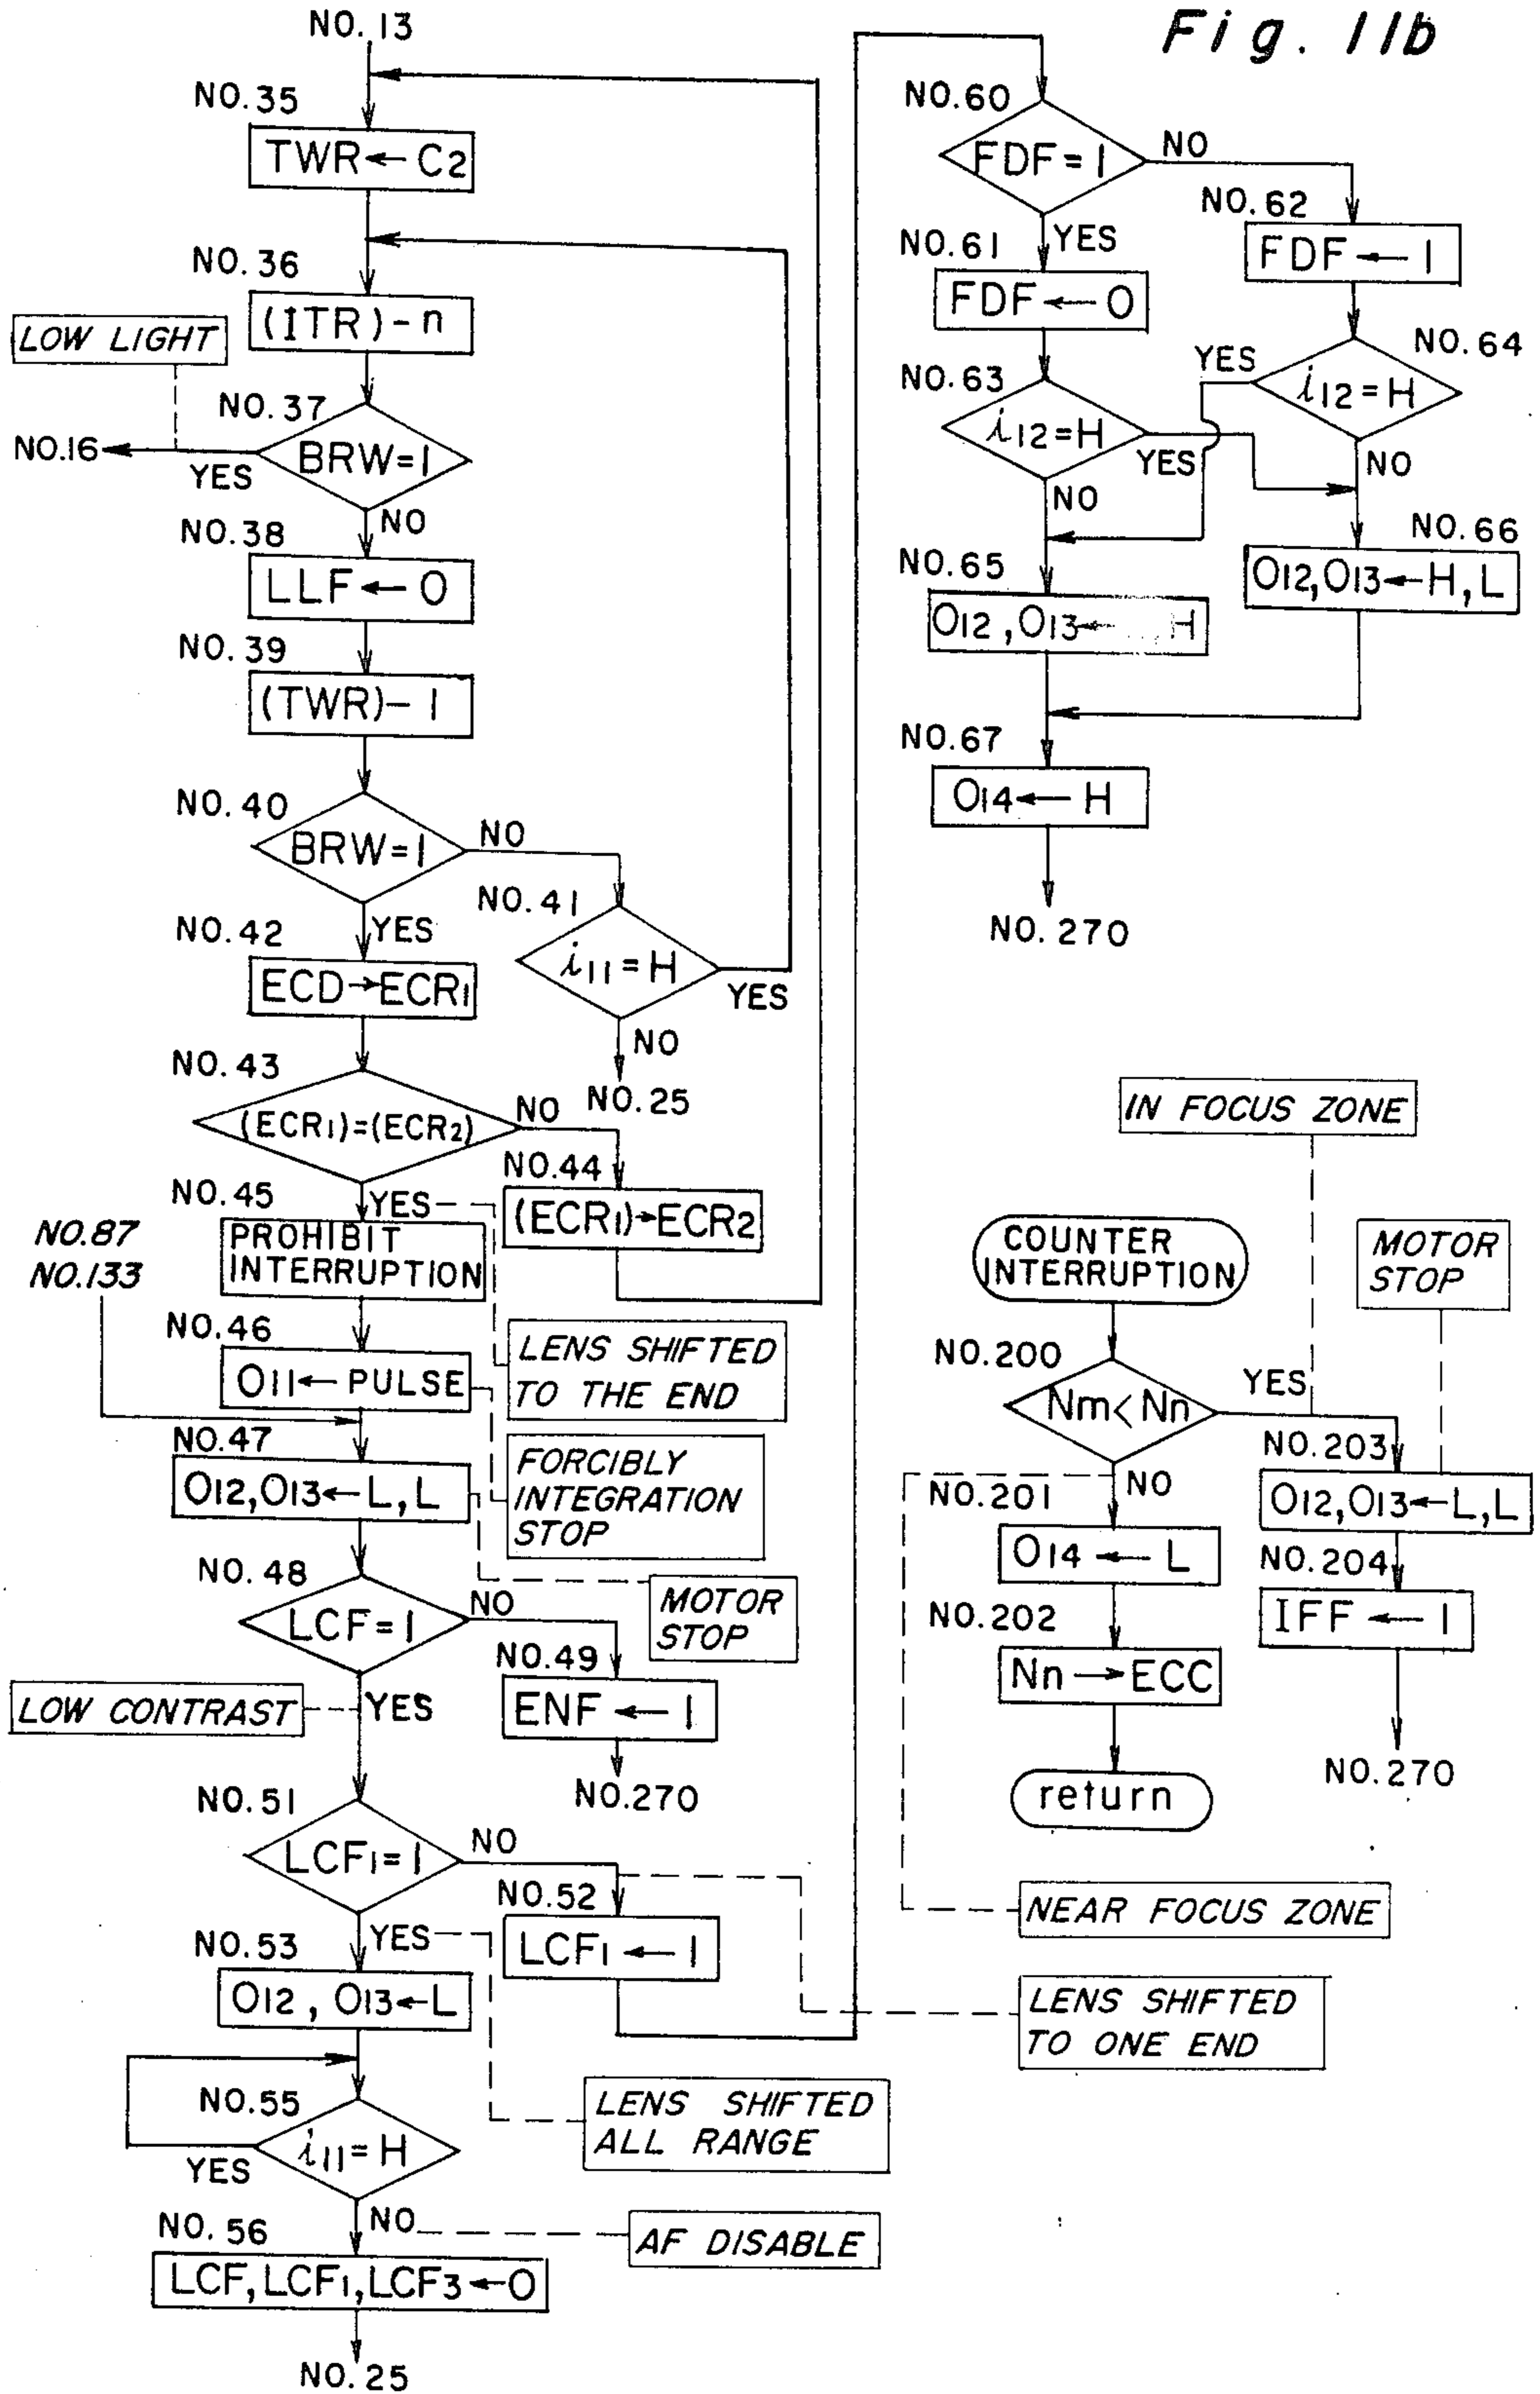 Fig. 11b
NO. 13
NO. 35
TWR ← C2
NO. 36
(ITR) - n
LOW LIGHT
NO. 37
BRW = 1
NO.16
YES
NO
NO. 38
LLF ← 0
NO. 39
(TWR) - 1
NO. 40
BRW = 1
NO
YES
NO. 41
i11 = H
YES
NO
NO. 25
NO. 42
ECD → ECR1
NO. 43
(ECR1) = (ECR2)
NO
YES
NO. 44
(ECR1) → ECR2
NO. 45
PROHIBIT
INTERRUPTION
LENS SHIFTED
TO THE END
NO.87
NO.133
NO. 46
O11 ← PULSE
FORCIBLY
INTEGRATION
STOP
NO. 47
O12, O13 ← L, L
MOTOR
STOP
NO. 48
LCF = 1
NO
YES
LOW CONTRAST
NO. 49
ENF ← 1
NO.270
NO. 51
LCF1 = 1
NO
YES
NO. 52
LCF1 ← 1
LENS SHIFTED
TO ONE END
NO. 53
O12 , O13 ← L
LENS SHIFTED
ALL RANGE
NO. 55
i11 = H
YES
NO
AF DISABLE
NO. 56
LCF, LCF1, LCF3 ← 0
NO. 25
NO. 60
FDF = 1
NO
YES
NO. 61
FDF ← 0
NO. 62
FDF ← 1
NO. 63
i12 = H
YES
NO
NO. 64
i12 = H
YES
NO
NO. 65
O12 , O13 ← H
NO. 66
O12, O13 ← H, L
NO. 67
O14 ← H
NO. 270
IN FOCUS ZONE
MOTOR
STOP
COUNTER
INTERRUPTION
NO. 200
Nm < Nn
YES
NO
NO. 201
O14 ← L
NO. 202
Nn → ECC
return
NO. 203
O12, O13 ← L, L
NO. 204
IFF ← 1
NO. 270
NEAR FOCUS ZONE